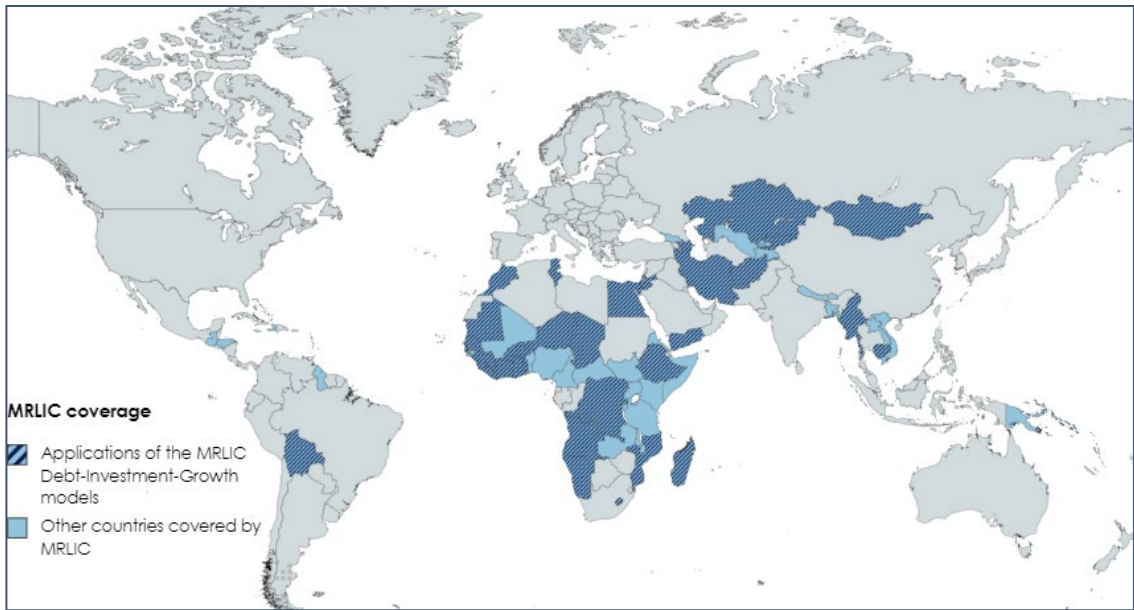 MRLIC coverage
Applications of the MRLIC
Debt-Investment-Growth
models
Other countries covered by
MRLIC